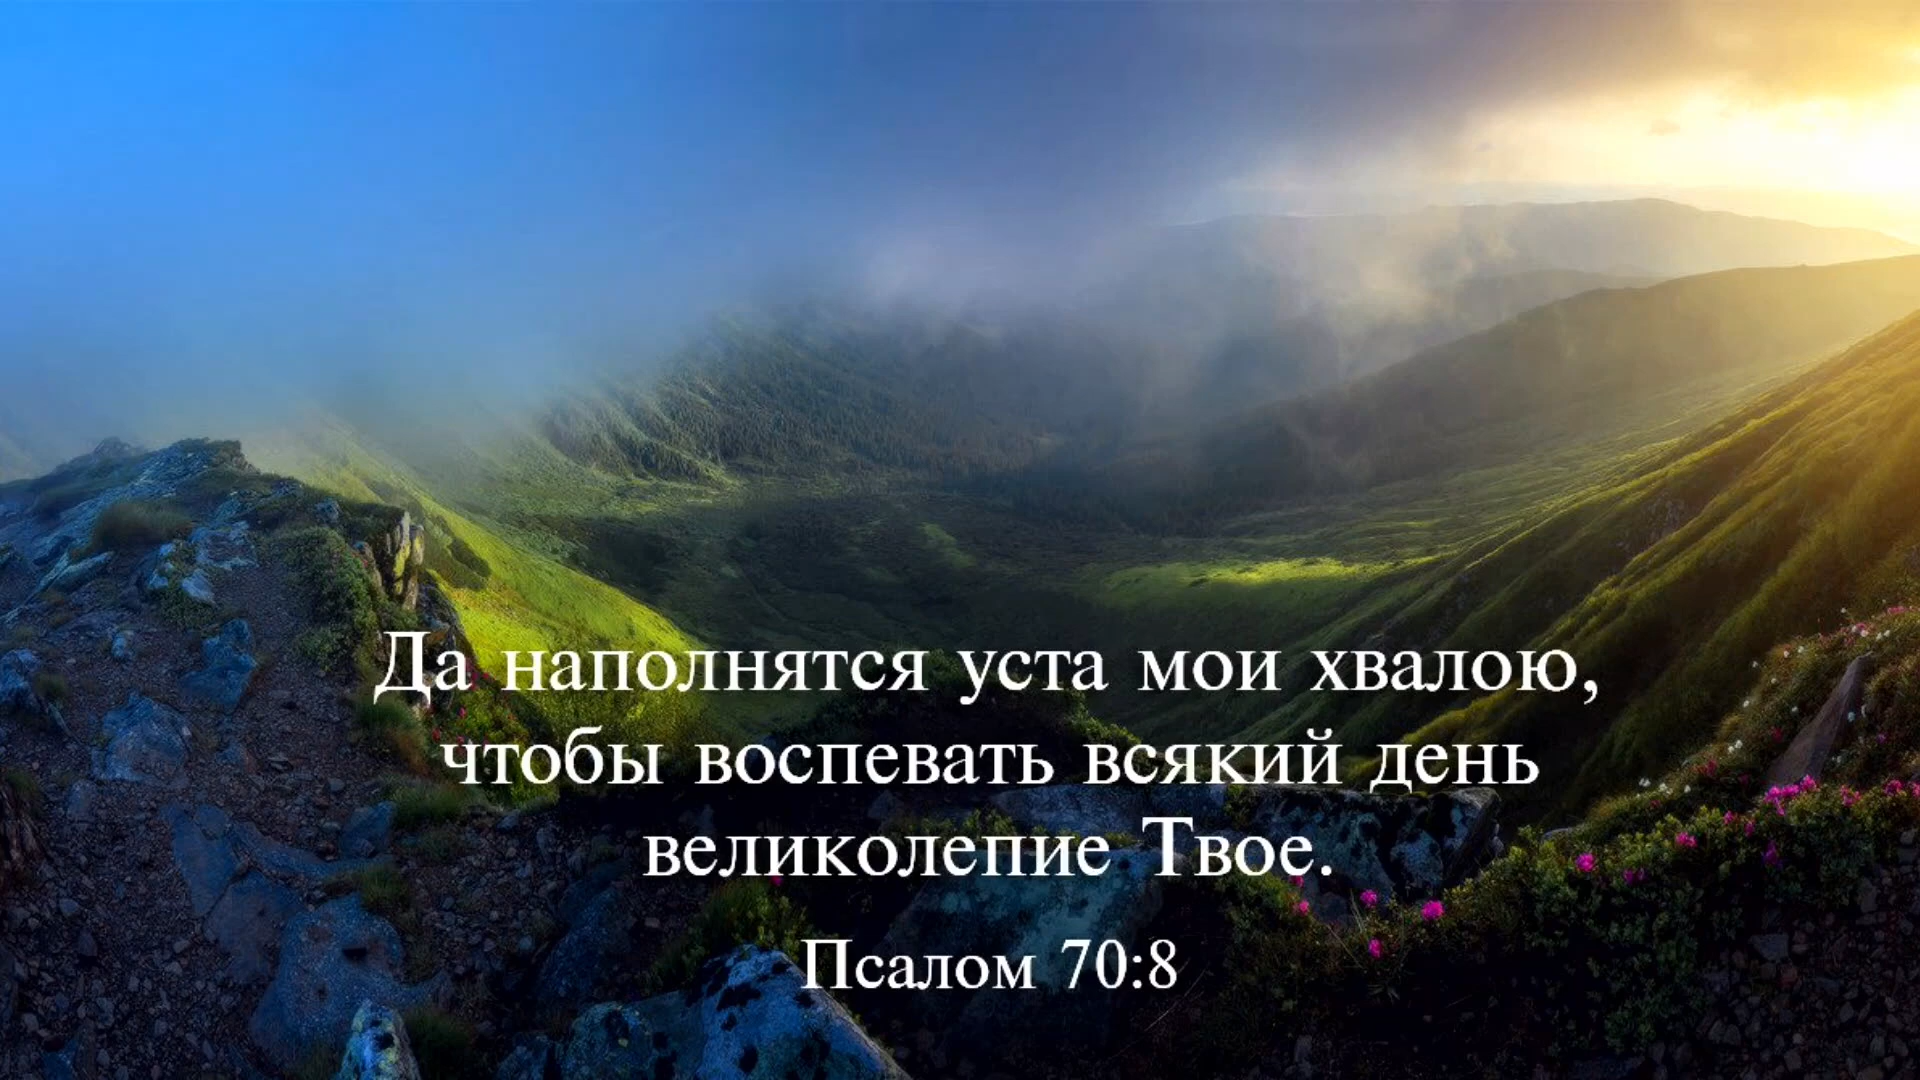 Да наполнятся уста мои хвалою,
чтобы воспевать всякий день
великолепие Твое.
Псалом 70:8